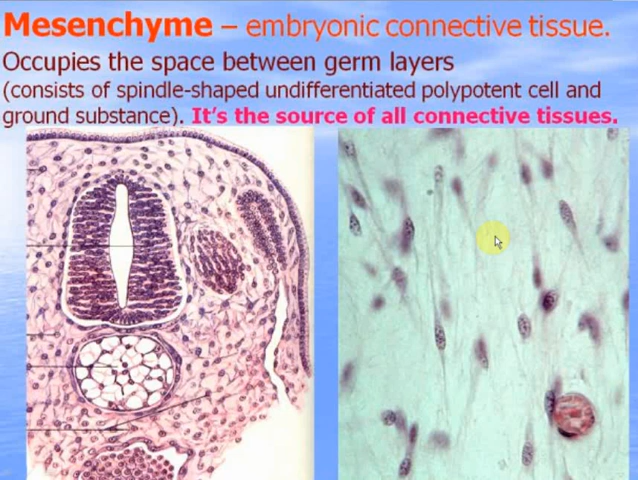 Mesenchyme – embryonic connective tissue.
Occupies the space between germ layers
(consists of spindle-shaped undifferentiated polypotent cell and
ground substance). It's the source of all connective tissues.